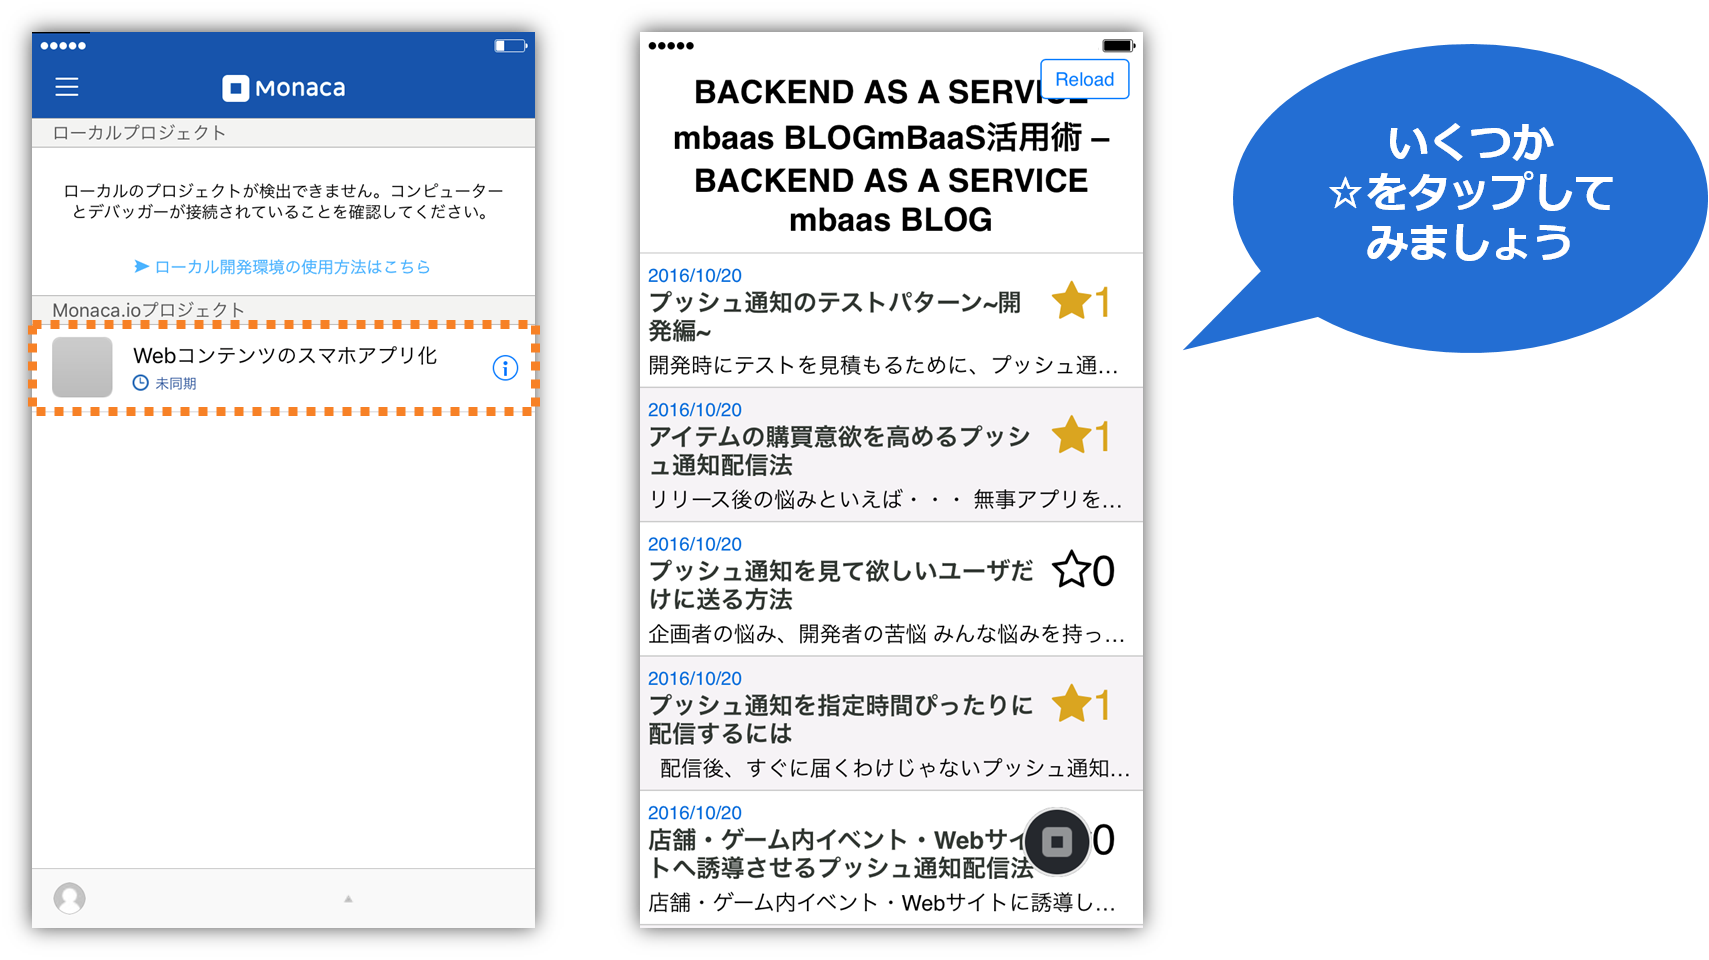 Monaca
ローカルプロジェクト
ローカルのプロジェクトが検出できません。コンピューター
とデバッガーが接続されていることを確認してください。
➤ ローカル開発環境の使用方法はこちら
Monaca.ioプロジェクト
Webコンテンツのスマホアプリ化
未同期
Reload
BACKEND AS A SERVICE
mbaas BLOGmBaaS活用術 –
BACKEND AS A SERVICE
mbaas BLOG
2016/10/20
プッシュ通知のテストパターン~開
発編~
★1
開発時にテストを見積もるために、プッシュ通…
2016/10/20
アイテムの購買意欲を高めるプッシ
ュ通知配信法
★1
リリース後の悩みといえば・・・ 無事アプリを…
2016/10/20
プッシュ通知を見て欲しいユーザだ
けに送る方法
☆0
企画者の悩み、開発者の苦悩 みんな悩みを持っ…
2016/10/20
プッシュ通知を指定時間ぴったりに
配信するには
★1
配信後、すぐに届くわけじゃないプッシュ通知…
2016/10/20
店舗・ゲーム内イベント・Webサイ
トへ誘導させるプッシュ通知配信法
0
店舗・ゲーム内イベント・Webサイトに誘導し…
いくつか
☆をタップして
みましょう